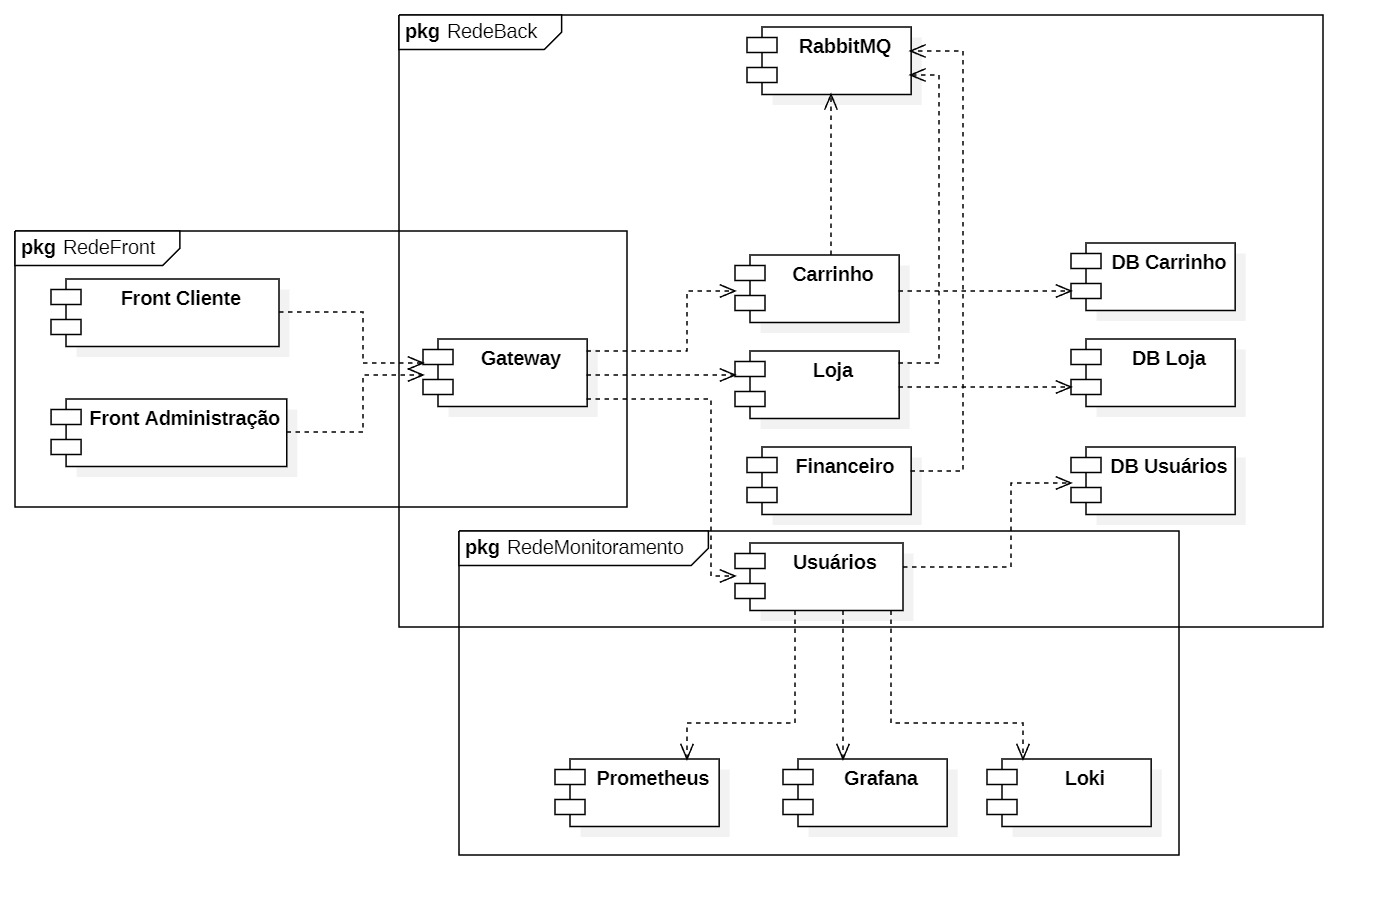 pkg RedeBack
RabbitMQ
pkg RedeFront
Front Cliente
Front Administração
Gateway
Carrinho
DB Carrinho
Loja
DB Loja
Financeiro
DB Usuários
pkg RedeMonitoramento
Usuários
Prometheus
Grafana
Loki